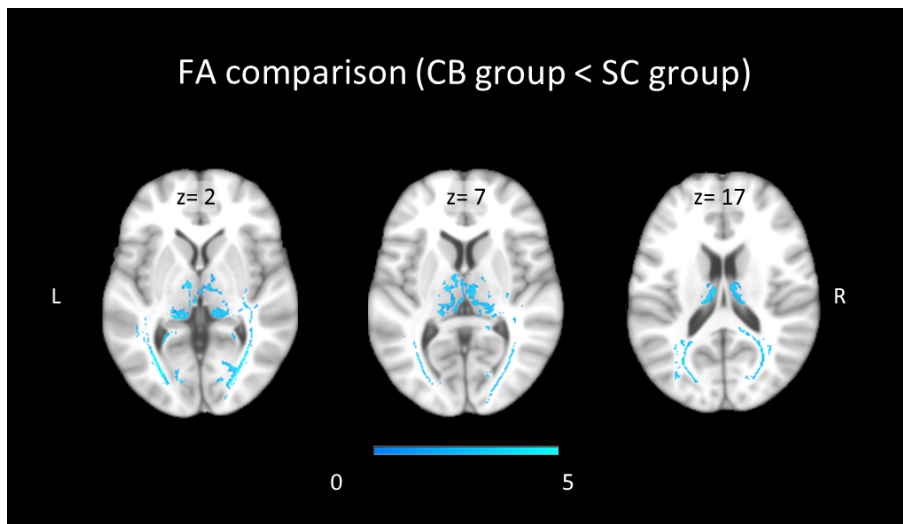 FA comparison (CB group < SC group)
z= 2
z= 7
z= 17
L
R
0
5